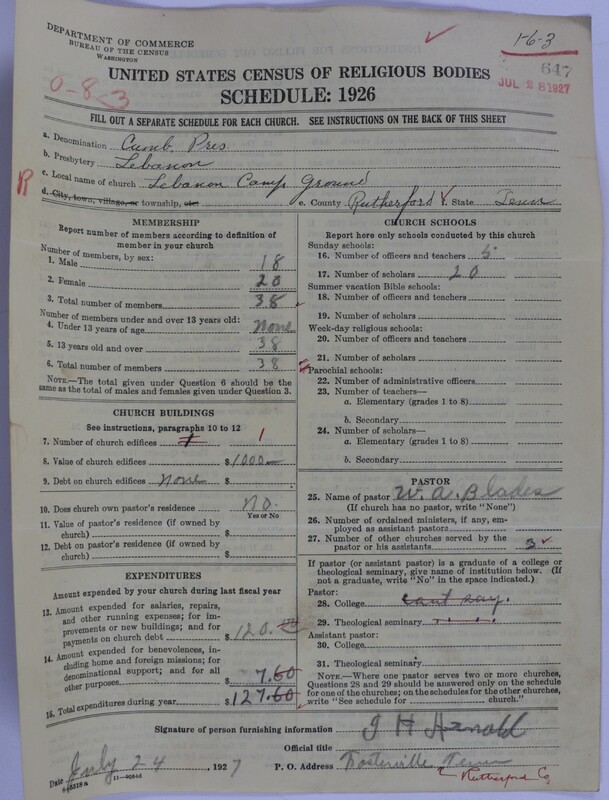 DEPARTMENT OF COMMERCE
BUREAU OF THE CENSUS
WASHINGTON
1-6-3
647
JUL 28 1927
0-8-3
UNITED STATES CENSUS OF RELIGIOUS BODIES
SCHEDULE: 1926
FILL OUT A SEPARATE SCHEDULE FOR EACH CHURCH. SEE INSTRUCTIONS ON THE BACK OF THIS SHEET
a. Denomination Cumb. Pres.
b. Presbytery Lebanon
c. Local name of church Lebanon Camp Ground
R
d. City, town, village, or township, etc. e. County Rutherford f. State Tenn
MEMBERSHIP
Report number of members according to definition of member in your church
Number of members, by sex:
1. Male 18
2. Female 20
3. Total number of members 38
Number of members under and over 13 years old:
4. Under 13 years of age None
5. 13 years old and over 38
6. Total number of members 38
NOTE.—The total given under Question 6 should be the
same as the total of males and females given under Question 3.
CHURCH BUILDINGS
See instructions, paragraphs 10 to 12
7. Number of church edifices 1 1
8. Value of church edifices $ 1000
9. Debt on church edifices None $
10. Does church own pastor's residence no.
Yes or No
11. Value of pastor's residence (if owned by
church) $
12. Debt on pastor's residence (if owned by
church) $
EXPENDITURES
Amount expended by your church during last fiscal year
13. Amount expended for salaries, repairs,
and other running expenses; for im-
provements or new buildings; and for
payments on church debt $ 120.
14. Amount expended for benevolences, in-
cluding home and foreign missions; for
denominational support; and for all
other purposes $ 7.60
15. Total expenditures during year $ 127.60
CHURCH SCHOOLS
Report here only schools conducted by this church
Sunday schools:
16. Number of officers and teachers 5
17. Number of scholars 20
Summer vacation Bible schools:
18. Number of officers and teachers
19. Number of scholars
Week-day religious schools:
20. Number of officers and teachers
21. Number of scholars
Parochial schools:
22. Number of administrative officers
23. Number of teachers—
a. Elementary (grades 1 to 8)
b. Secondary
24. Number of scholars—
a. Elementary (grades 1 to 8)
b. Secondary
PASTOR
25. Name of pastor W. A. Blades
(If church has no pastor, write "None")
26. Number of ordained ministers, if any, em-
ployed as assistant pastors
27. Number of other churches served by the
pastor or his assistants 3
If pastor (or assistant pastor) is a graduate of a college or
theological seminary, give name of institution below. (If
not a graduate, write "No" in the space indicated.)
Pastor:
28. College cant say.
29. Theological seminary
Assistant pastor:
30. College
31. Theological seminary
NOTE.—Where one pastor serves two or more churches,
Questions 28 and 29 should be answered only on the schedule
for one of the churches; on the schedules for the other churches,
write "See schedule for church."
Signature of person furnishing information J H Arnold
Official title
Date July 24, 1927 P. O. Address Fosterville, Tenn
Rutherford Co